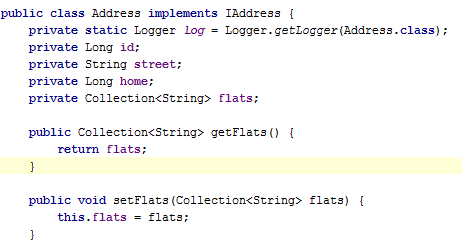 public class Address implements IAddress {
    private static Logger log = Logger.getLogger(Address.class);
    private Long id;
    private String street;
    private Long home;
    private Collection<String> flats;

    public Collection<String> getFlats() {
        return flats;
    }

    public void setFlats(Collection<String> flats) {
        this.flats = flats;
    }